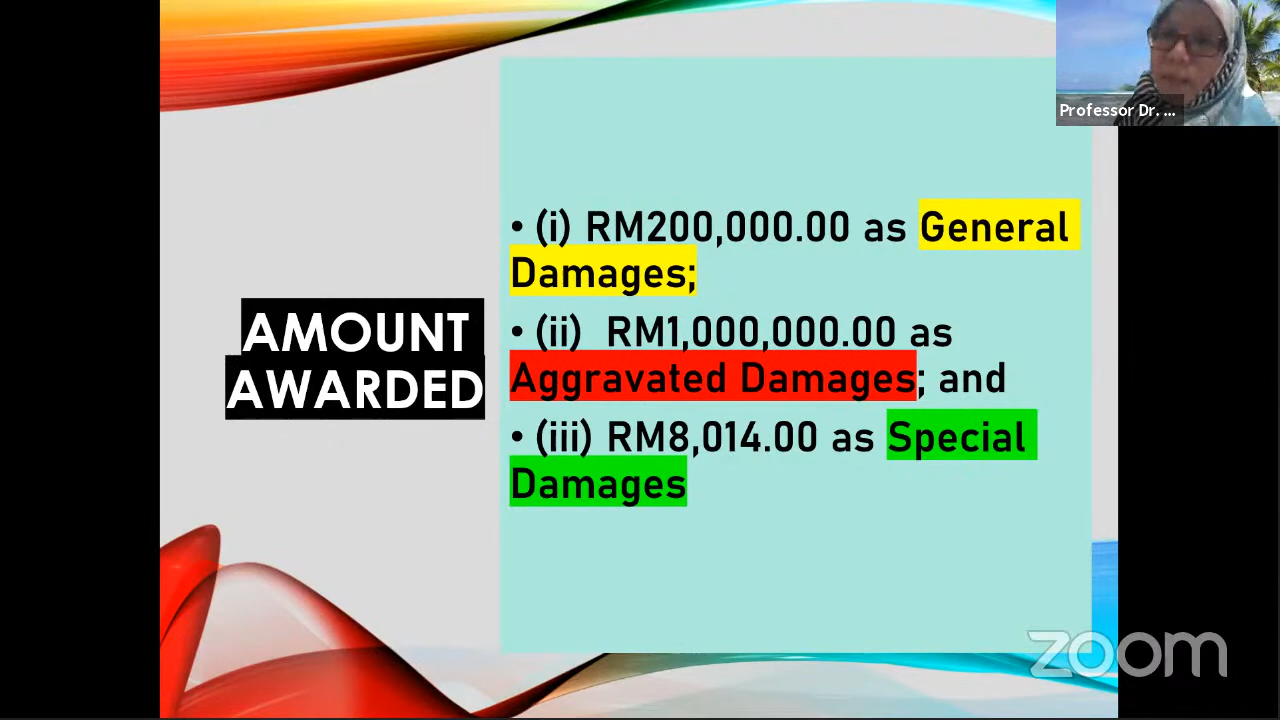 Professor Dr. ...
AMOUNT
AWARDED
• (i) RM200,000.00 as General
Damages;
• (ii) RM1,000,000.00 as
Aggravated Damages; and
• (iii) RM8,014.00 as Special
Damages
zoom